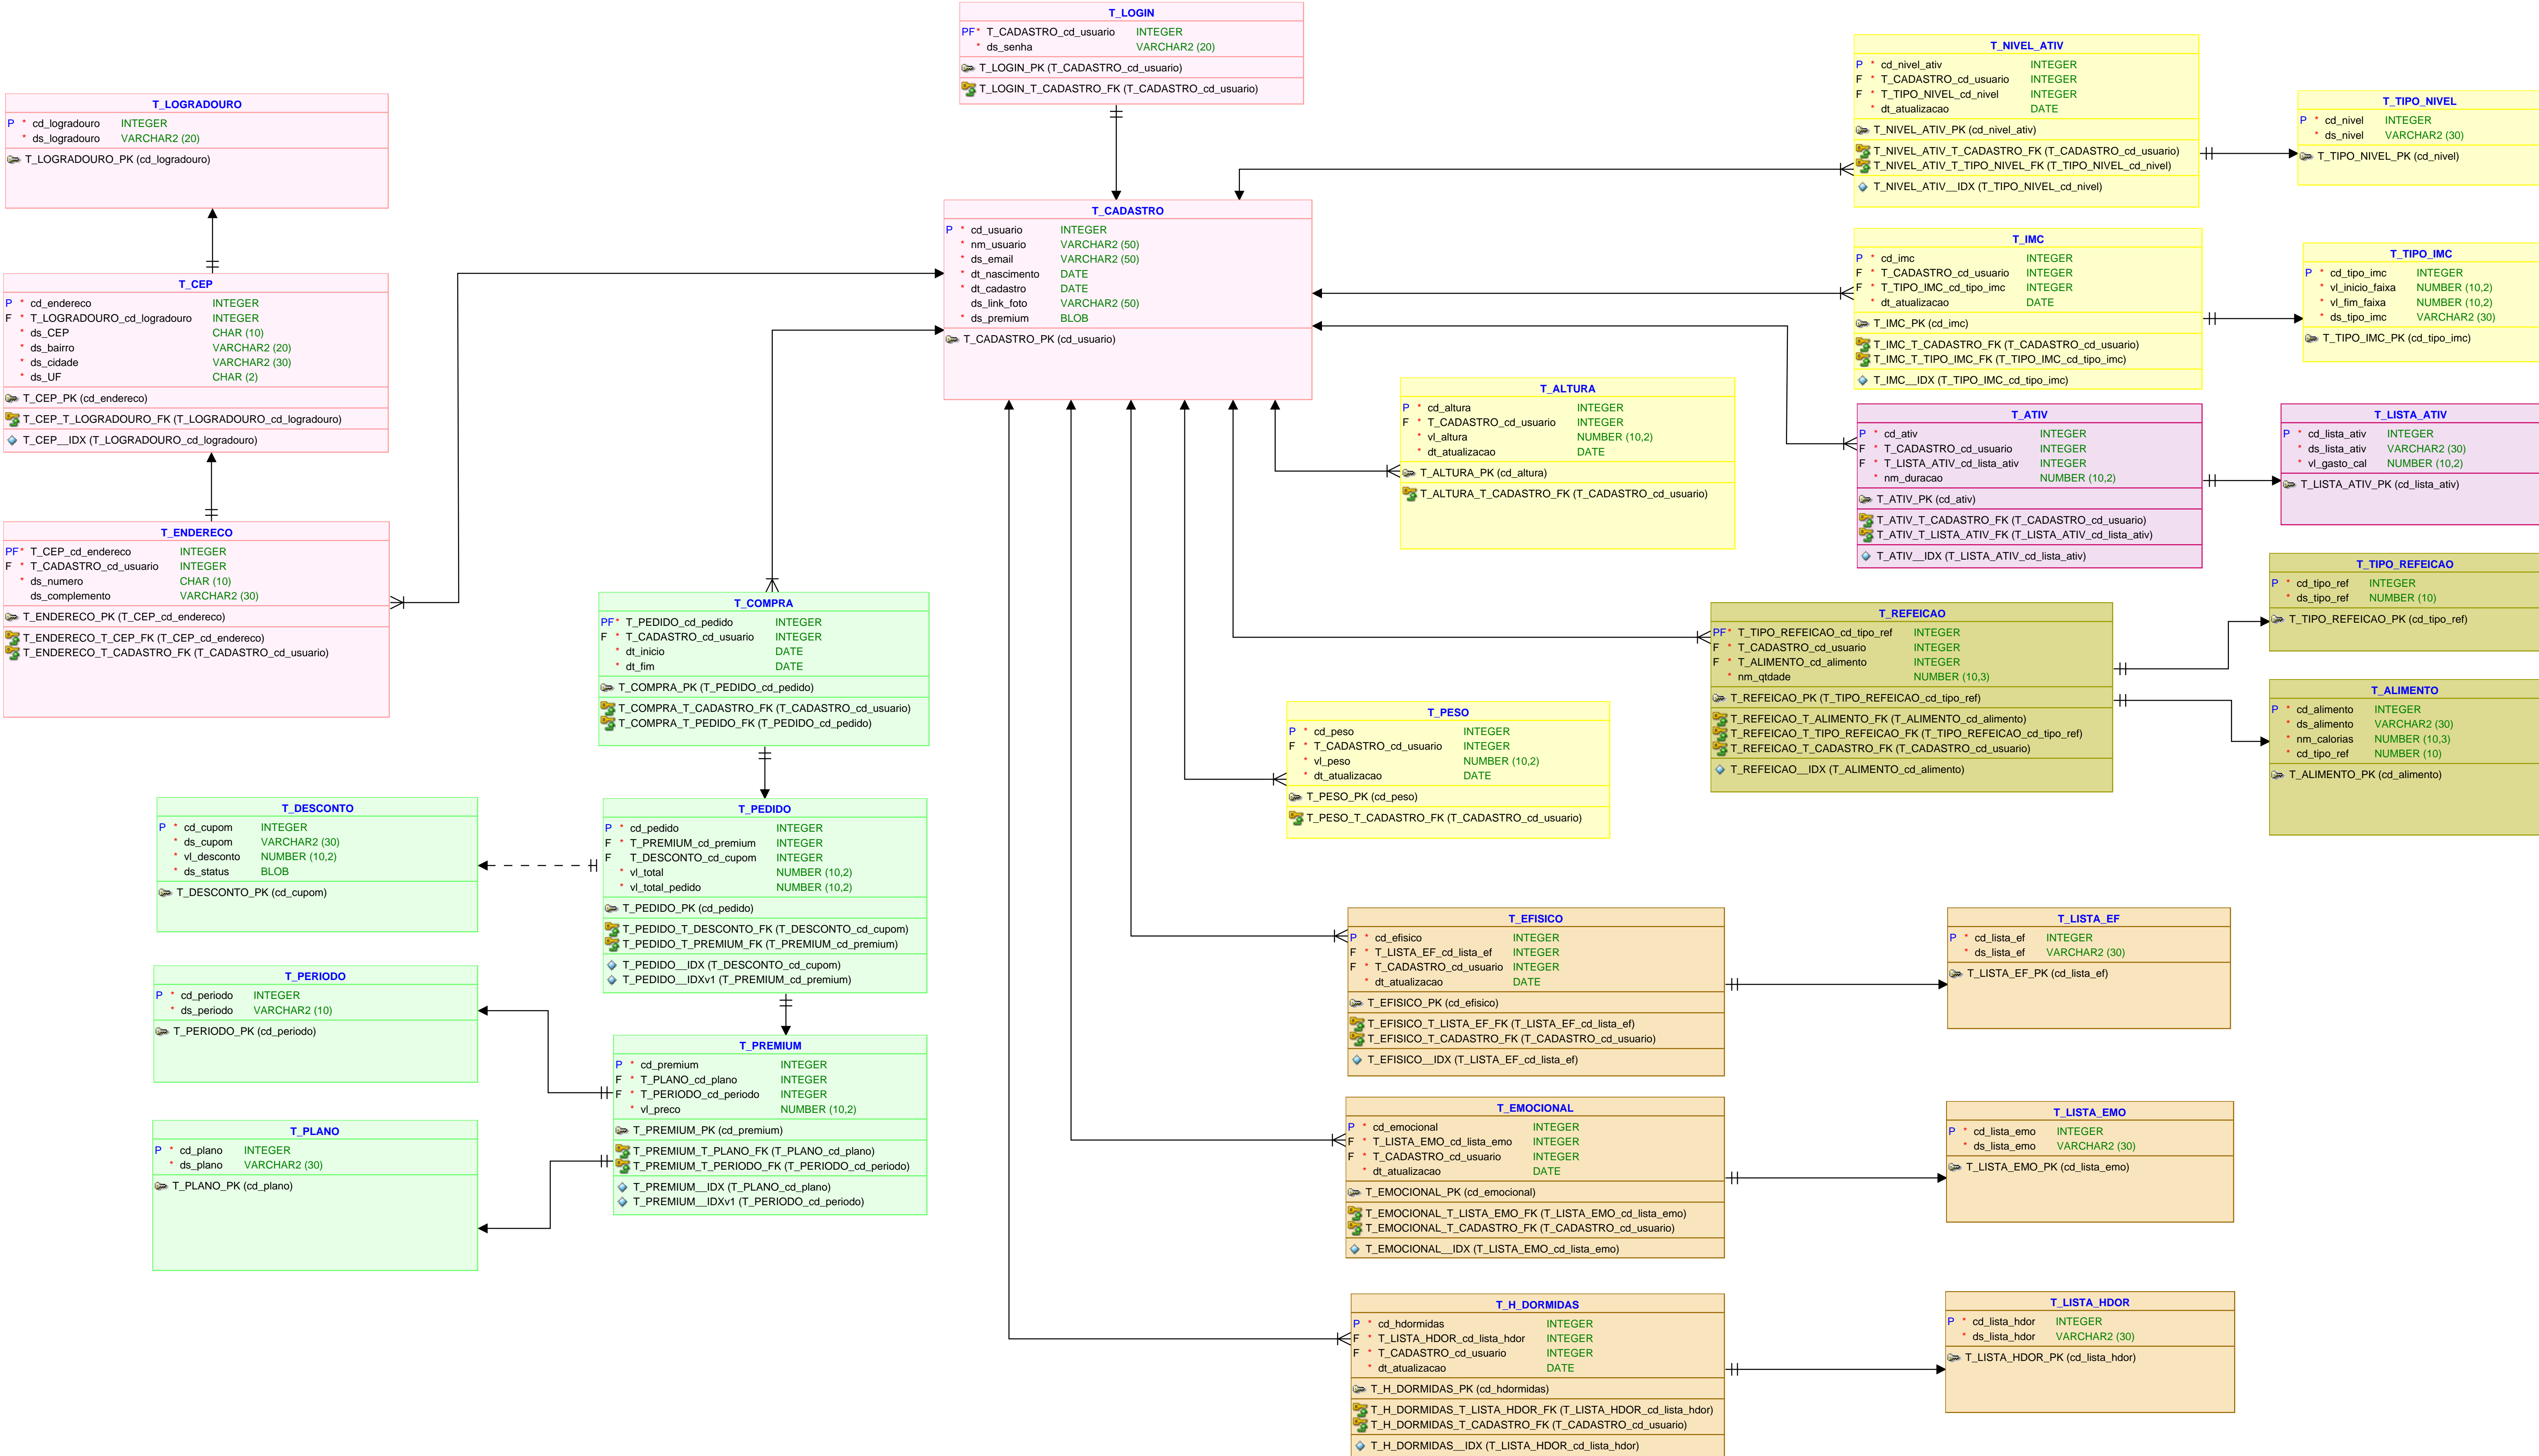 T_LOGIN
PF* T_CADASTRO_cd_usuario INTEGER
* ds_senha VARCHAR2 (20)
T_LOGIN_PK (T_CADASTRO_cd_usuario)
T_LOGIN_T_CADASTRO_FK (T_CADASTRO_cd_usuario)
T_NIVEL_ATIV
P * cd_nivel_ativ INTEGER
F * T_CADASTRO_cd_usuario INTEGER
F * T_TIPO_NIVEL_cd_nivel INTEGER
* dt_atualizacao DATE
T_NIVEL_ATIV_PK (cd_nivel_ativ)
T_NIVEL_ATIV_T_CADASTRO_FK (T_CADASTRO_cd_usuario)
T_NIVEL_ATIV_T_TIPO_NIVEL_FK (T_TIPO_NIVEL_cd_nivel)
T_NIVEL_ATIV__IDX (T_TIPO_NIVEL_cd_nivel)
T_TIPO_NIVEL
P * cd_nivel INTEGER
* ds_nivel VARCHAR2 (30)
T_TIPO_NIVEL_PK (cd_nivel)
T_LOGRADOURO
P * cd_logradouro INTEGER
* ds_logradouro VARCHAR2 (20)
T_LOGRADOURO_PK (cd_logradouro)
T_CADASTRO
P * cd_usuario INTEGER
* nm_usuario VARCHAR2 (50)
* ds_email VARCHAR2 (50)
* dt_nascimento DATE
* dt_cadastro DATE
ds_link_foto VARCHAR2 (50)
* ds_premium BLOB
T_CADASTRO_PK (cd_usuario)
T_IMC
P * cd_imc INTEGER
F * T_CADASTRO_cd_usuario INTEGER
F * T_TIPO_IMC_cd_tipo_imc INTEGER
* dt_atualizacao DATE
T_IMC_PK (cd_imc)
T_IMC_T_CADASTRO_FK (T_CADASTRO_cd_usuario)
T_IMC_T_TIPO_IMC_FK (T_TIPO_IMC_cd_tipo_imc)
T_IMC__IDX (T_TIPO_IMC_cd_tipo_imc)
T_TIPO_IMC
P * cd_tipo_imc INTEGER
* vl_inicio_faixa NUMBER (10,2)
* vl_fim_faixa NUMBER (10,2)
* ds_tipo_imc VARCHAR2 (30)
T_TIPO_IMC_PK (cd_tipo_imc)
T_CEP
P * cd_endereco INTEGER
F * T_LOGRADOURO_cd_logradouro INTEGER
* ds_CEP CHAR (10)
* ds_bairro VARCHAR2 (20)
* ds_cidade VARCHAR2 (30)
* ds_UF CHAR (2)
T_CEP_PK (cd_endereco)
T_CEP_T_LOGRADOURO_FK (T_LOGRADOURO_cd_logradouro)
T_CEP__IDX (T_LOGRADOURO_cd_logradouro)
T_ALTURA
P * cd_altura INTEGER
F * T_CADASTRO_cd_usuario INTEGER
* vl_altura NUMBER (10,2)
* dt_atualizacao DATE
T_ALTURA_PK (cd_altura)
T_ALTURA_T_CADASTRO_FK (T_CADASTRO_cd_usuario)
T_ATIV
P * cd_ativ INTEGER
F * T_CADASTRO_cd_usuario INTEGER
F * T_LISTA_ATIV_cd_lista_ativ INTEGER
* nm_duracao NUMBER (10,2)
T_ATIV_PK (cd_ativ)
T_ATIV_T_CADASTRO_FK (T_CADASTRO_cd_usuario)
T_ATIV_T_LISTA_ATIV_FK (T_LISTA_ATIV_cd_lista_ativ)
T_ATIV__IDX (T_LISTA_ATIV_cd_lista_ativ)
T_LISTA_ATIV
P * cd_lista_ativ INTEGER
* ds_lista_ativ VARCHAR2 (30)
* vl_gasto_cal NUMBER (10,2)
T_LISTA_ATIV_PK (cd_lista_ativ)
T_ENDERECO
PF* T_CEP_cd_endereco INTEGER
F * T_CADASTRO_cd_usuario INTEGER
* ds_numero CHAR (10)
ds_complemento VARCHAR2 (30)
T_ENDERECO_PK (T_CEP_cd_endereco)
T_ENDERECO_T_CEP_FK (T_CEP_cd_endereco)
T_ENDERECO_T_CADASTRO_FK (T_CADASTRO_cd_usuario)
T_COMPRA
PF* T_PEDIDO_cd_pedido INTEGER
F * T_CADASTRO_cd_usuario INTEGER
* dt_inicio DATE
* dt_fim DATE
T_COMPRA_PK (T_PEDIDO_cd_pedido)
T_COMPRA_T_CADASTRO_FK (T_CADASTRO_cd_usuario)
T_COMPRA_T_PEDIDO_FK (T_PEDIDO_cd_pedido)
T_REFEICAO
PF* T_TIPO_REFEICAO_cd_tipo_ref INTEGER
F * T_CADASTRO_cd_usuario INTEGER
F * T_ALIMENTO_cd_alimento INTEGER
* nm_qtdade NUMBER (10,3)
T_REFEICAO_PK (T_TIPO_REFEICAO_cd_tipo_ref)
T_REFEICAO_T_ALIMENTO_FK (T_ALIMENTO_cd_alimento)
T_REFEICAO_T_TIPO_REFEICAO_FK (T_TIPO_REFEICAO_cd_tipo_ref)
T_REFEICAO_T_CADASTRO_FK (T_CADASTRO_cd_usuario)
T_REFEICAO__IDX (T_ALIMENTO_cd_alimento)
T_TIPO_REFEICAO
P * cd_tipo_ref INTEGER
* ds_tipo_ref NUMBER (10)
T_TIPO_REFEICAO_PK (cd_tipo_ref)
T_ALIMENTO
P * cd_alimento INTEGER
* ds_alimento VARCHAR2 (30)
* nm_calorias NUMBER (10,3)
* cd_tipo_ref NUMBER (10)
T_ALIMENTO_PK (cd_alimento)
T_PESO
P * cd_peso INTEGER
F * T_CADASTRO_cd_usuario INTEGER
* vl_peso NUMBER (10,2)
* dt_atualizacao DATE
T_PESO_PK (cd_peso)
T_PESO_T_CADASTRO_FK (T_CADASTRO_cd_usuario)
T_DESCONTO
P * cd_cupom INTEGER
* ds_cupom VARCHAR2 (30)
* vl_desconto NUMBER (10,2)
* ds_status BLOB
T_DESCONTO_PK (cd_cupom)
T_PEDIDO
P * cd_pedido INTEGER
F * T_PREMIUM_cd_premium INTEGER
F T_DESCONTO_cd_cupom INTEGER
* vl_total NUMBER (10,2)
* vl_total_pedido NUMBER (10,2)
T_PEDIDO_PK (cd_pedido)
T_PEDIDO_T_DESCONTO_FK (T_DESCONTO_cd_cupom)
T_PEDIDO_T_PREMIUM_FK (T_PREMIUM_cd_premium)
T_PEDIDO__IDX (T_DESCONTO_cd_cupom)
T_PEDIDO__IDXv1 (T_PREMIUM_cd_premium)
T_PERIODO
P * cd_periodo INTEGER
* ds_periodo VARCHAR2 (10)
T_PERIODO_PK (cd_periodo)
T_PREMIUM
P * cd_premium INTEGER
F * T_PLANO_cd_plano INTEGER
F * T_PERIODO_cd_periodo INTEGER
* vl_preco NUMBER (10,2)
T_PREMIUM_PK (cd_premium)
T_PREMIUM_T_PLANO_FK (T_PLANO_cd_plano)
T_PREMIUM_T_PERIODO_FK (T_PERIODO_cd_periodo)
T_PREMIUM__IDX (T_PLANO_cd_plano)
T_PREMIUM__IDXv1 (T_PERIODO_cd_periodo)
T_PLANO
P * cd_plano INTEGER
* ds_plano VARCHAR2 (30)
T_PLANO_PK (cd_plano)
T_EFISICO
P * cd_efisico INTEGER
F * T_LISTA_EF_cd_lista_ef INTEGER
F * T_CADASTRO_cd_usuario INTEGER
* dt_atualizacao DATE
T_EFISICO_PK (cd_efisico)
T_EFISICO_T_LISTA_EF_FK (T_LISTA_EF_cd_lista_ef)
T_EFISICO_T_CADASTRO_FK (T_CADASTRO_cd_usuario)
T_EFISICO__IDX (T_LISTA_EF_cd_lista_ef)
T_LISTA_EF
P * cd_lista_ef INTEGER
* ds_lista_ef VARCHAR2 (30)
T_LISTA_EF_PK (cd_lista_ef)
T_EMOCIONAL
P * cd_emocional INTEGER
F * T_LISTA_EMO_cd_lista_emo INTEGER
F * T_CADASTRO_cd_usuario INTEGER
* dt_atualizacao DATE
T_EMOCIONAL_PK (cd_emocional)
T_EMOCIONAL_T_LISTA_EMO_FK (T_LISTA_EMO_cd_lista_emo)
T_EMOCIONAL_T_CADASTRO_FK (T_CADASTRO_cd_usuario)
T_EMOCIONAL__IDX (T_LISTA_EMO_cd_lista_emo)
T_LISTA_EMO
P * cd_lista_emo INTEGER
* ds_lista_emo VARCHAR2 (30)
T_LISTA_EMO_PK (cd_lista_emo)
T_H_DORMIDAS
P * cd_hdormidas INTEGER
F * T_LISTA_HDOR_cd_lista_hdor INTEGER
F * T_CADASTRO_cd_usuario INTEGER
* dt_atualizacao DATE
T_H_DORMIDAS_PK (cd_hdormidas)
T_H_DORMIDAS_T_LISTA_HDOR_FK (T_LISTA_HDOR_cd_lista_hdor)
T_H_DORMIDAS_T_CADASTRO_FK (T_CADASTRO_cd_usuario)
T_H_DORMIDAS__IDX (T_LISTA_HDOR_cd_lista_hdor)
T_LISTA_HDOR
P * cd_lista_hdor INTEGER
* ds_lista_hdor VARCHAR2 (30)
T_LISTA_HDOR_PK (cd_lista_hdor)